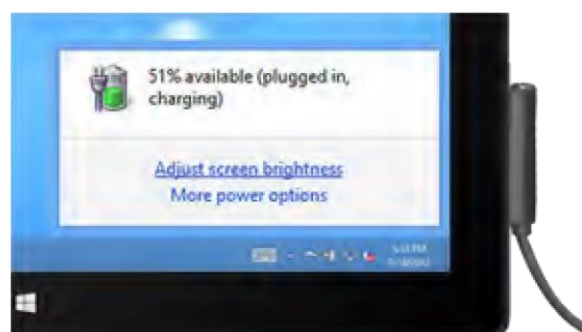 51% available (plugged in,
charging)
Adjust screen brightness
More power options